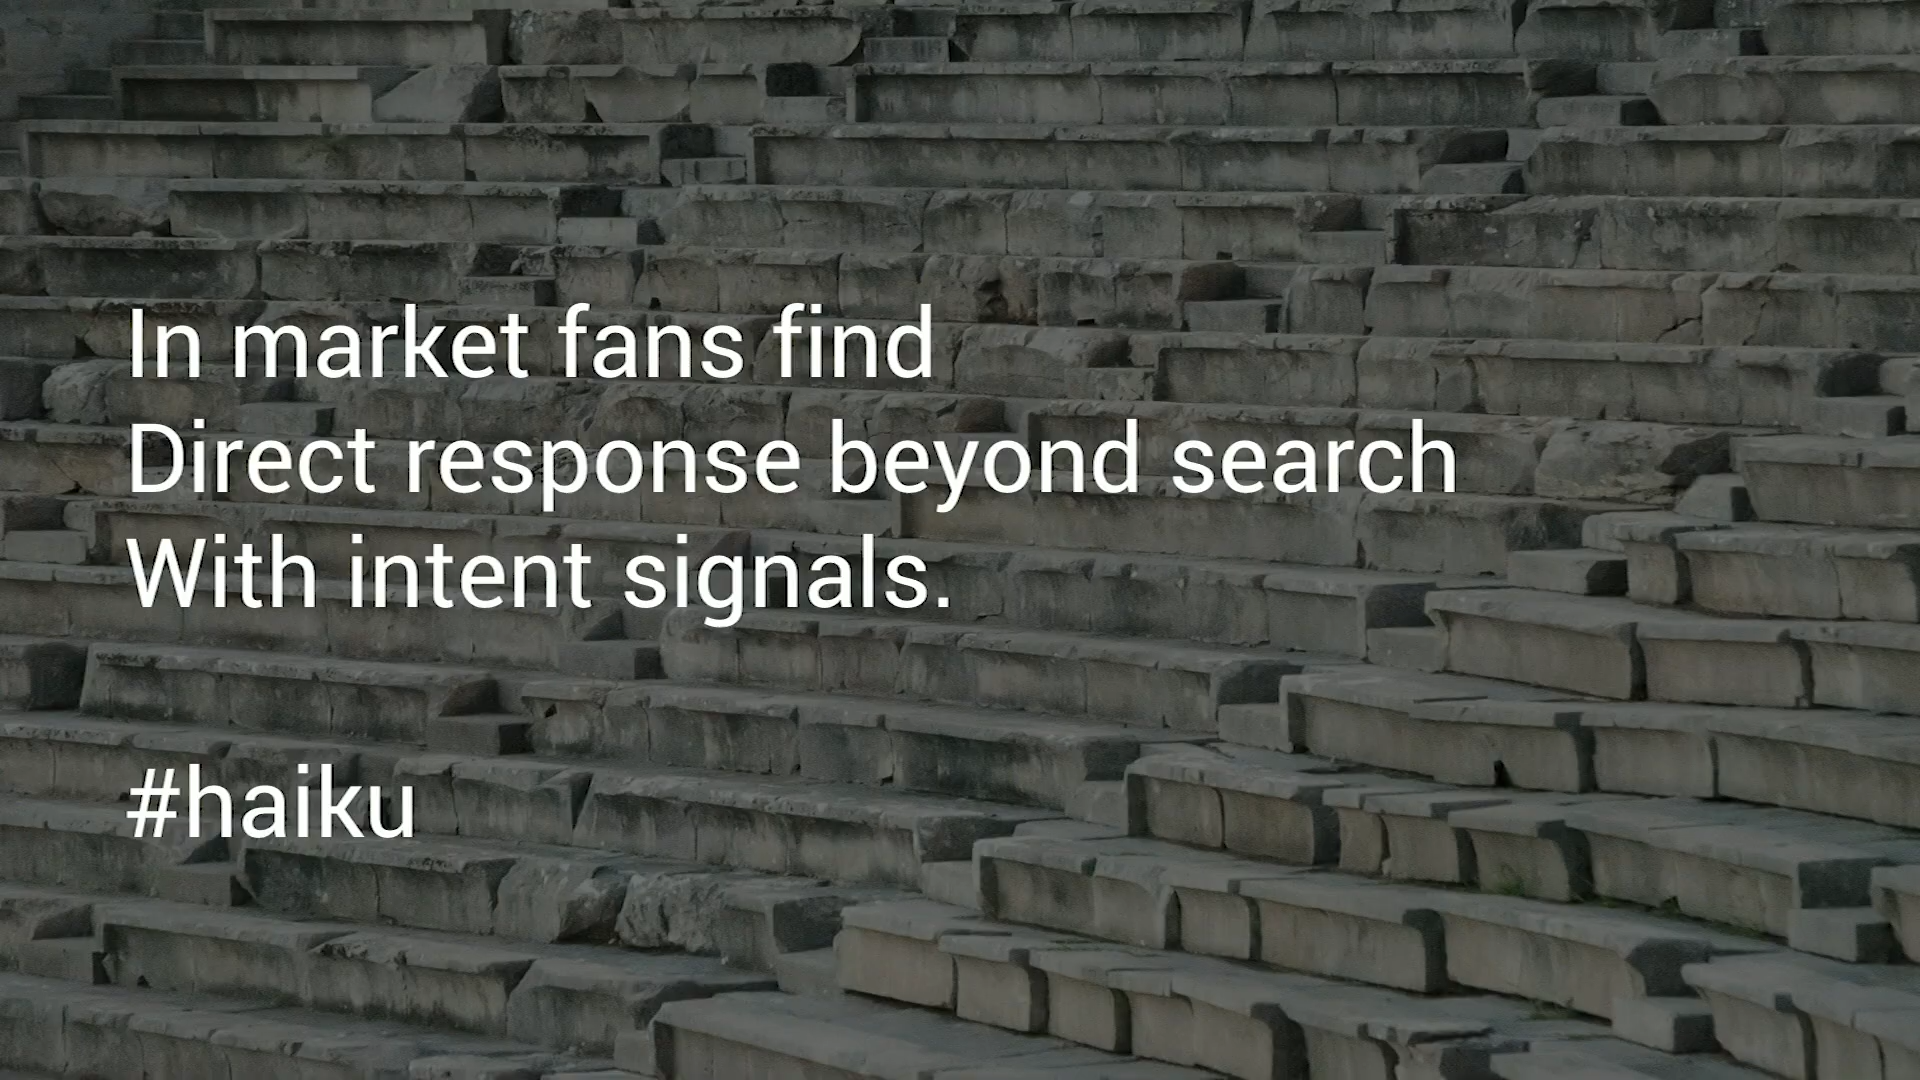 In market fans find
Direct response beyond search
With intent signals.
#haiku